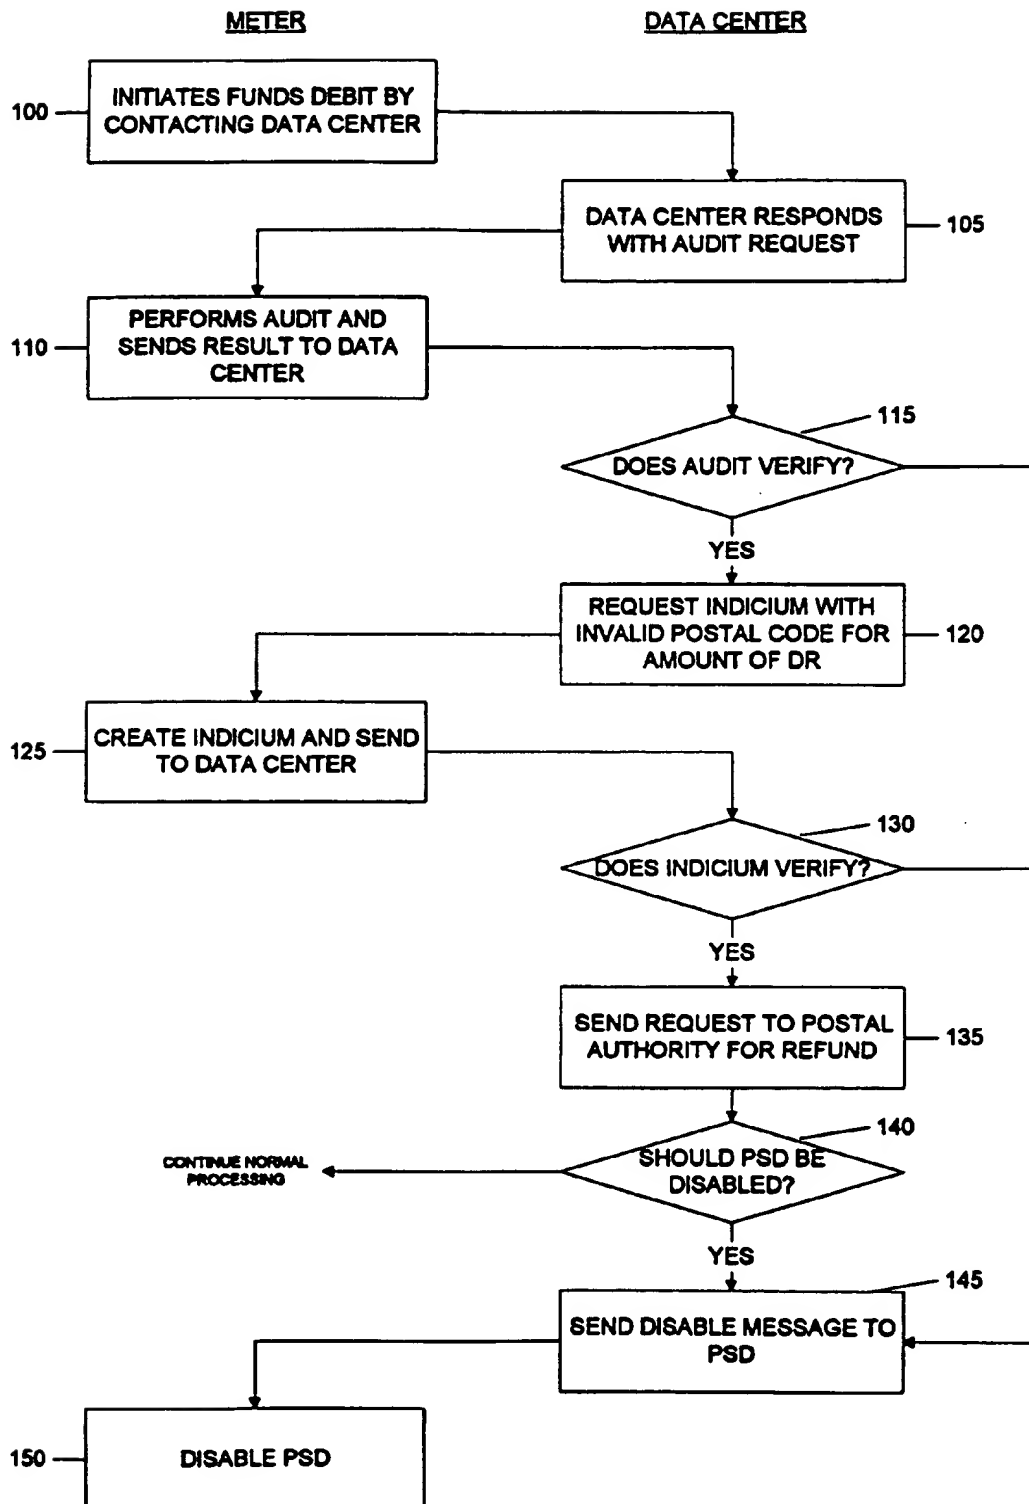 METER
DATA CENTER
100
INITIATES FUNDS DEBIT BY
CONTACTING DATA CENTER
DATA CENTER RESPONDS
WITH AUDIT REQUEST
105
110
PERFORMS AUDIT AND
SENDS RESULT TO DATA
CENTER
115
DOES AUDIT VERIFY?
YES
REQUEST INDICIUM WITH
INVALID POSTAL CODE FOR
AMOUNT OF DR
120
125
CREATE INDICIUM AND SEND
TO DATA CENTER
130
DOES INDICIUM VERIFY?
YES
SEND REQUEST TO POSTAL
AUTHORITY FOR REFUND
135
140
SHOULD PSD BE
DISABLED?
CONTINUE NORMAL
PROCESSING
YES
145
SEND DISABLE MESSAGE TO
PSD
150
DISABLE PSD